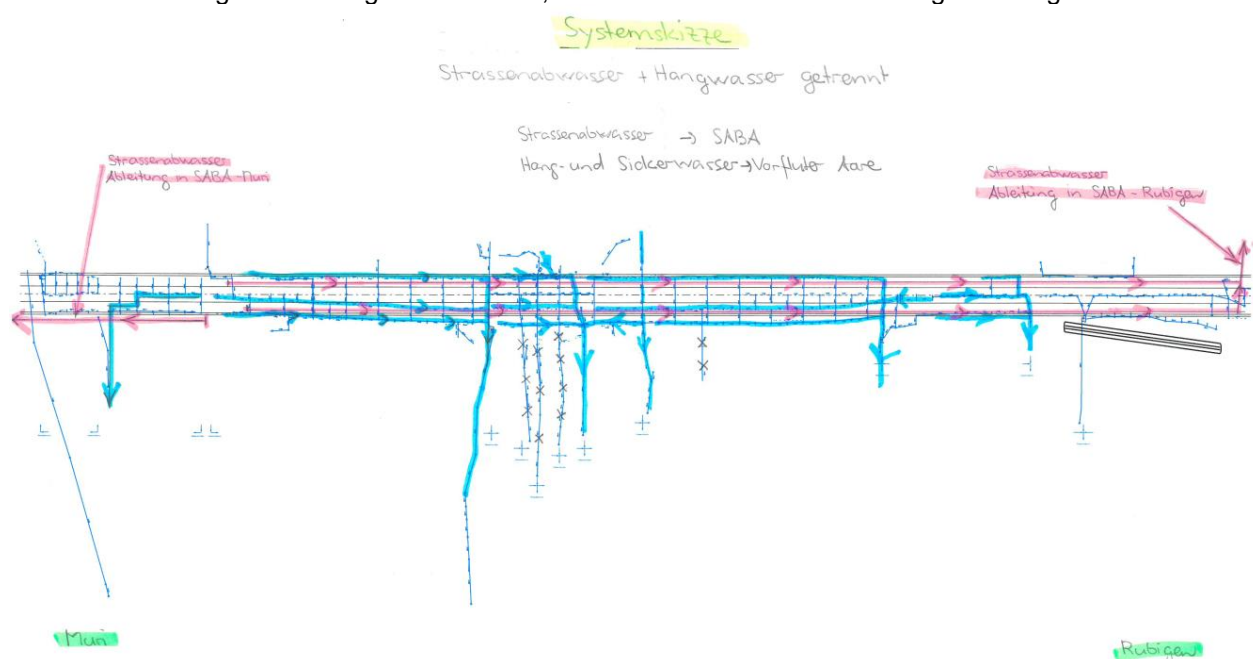 Systemskizze
Strassenabwasser + Hangwasser getrennt
Strassenabwasser → SABA
Hang- und Sickerwasser → Vorfluter Aare
Strassenabwasser
Ableitung in SABA-Muri
Strassenabwasser
Ableitung in SABA-Rubigen
Muri
Rubigen